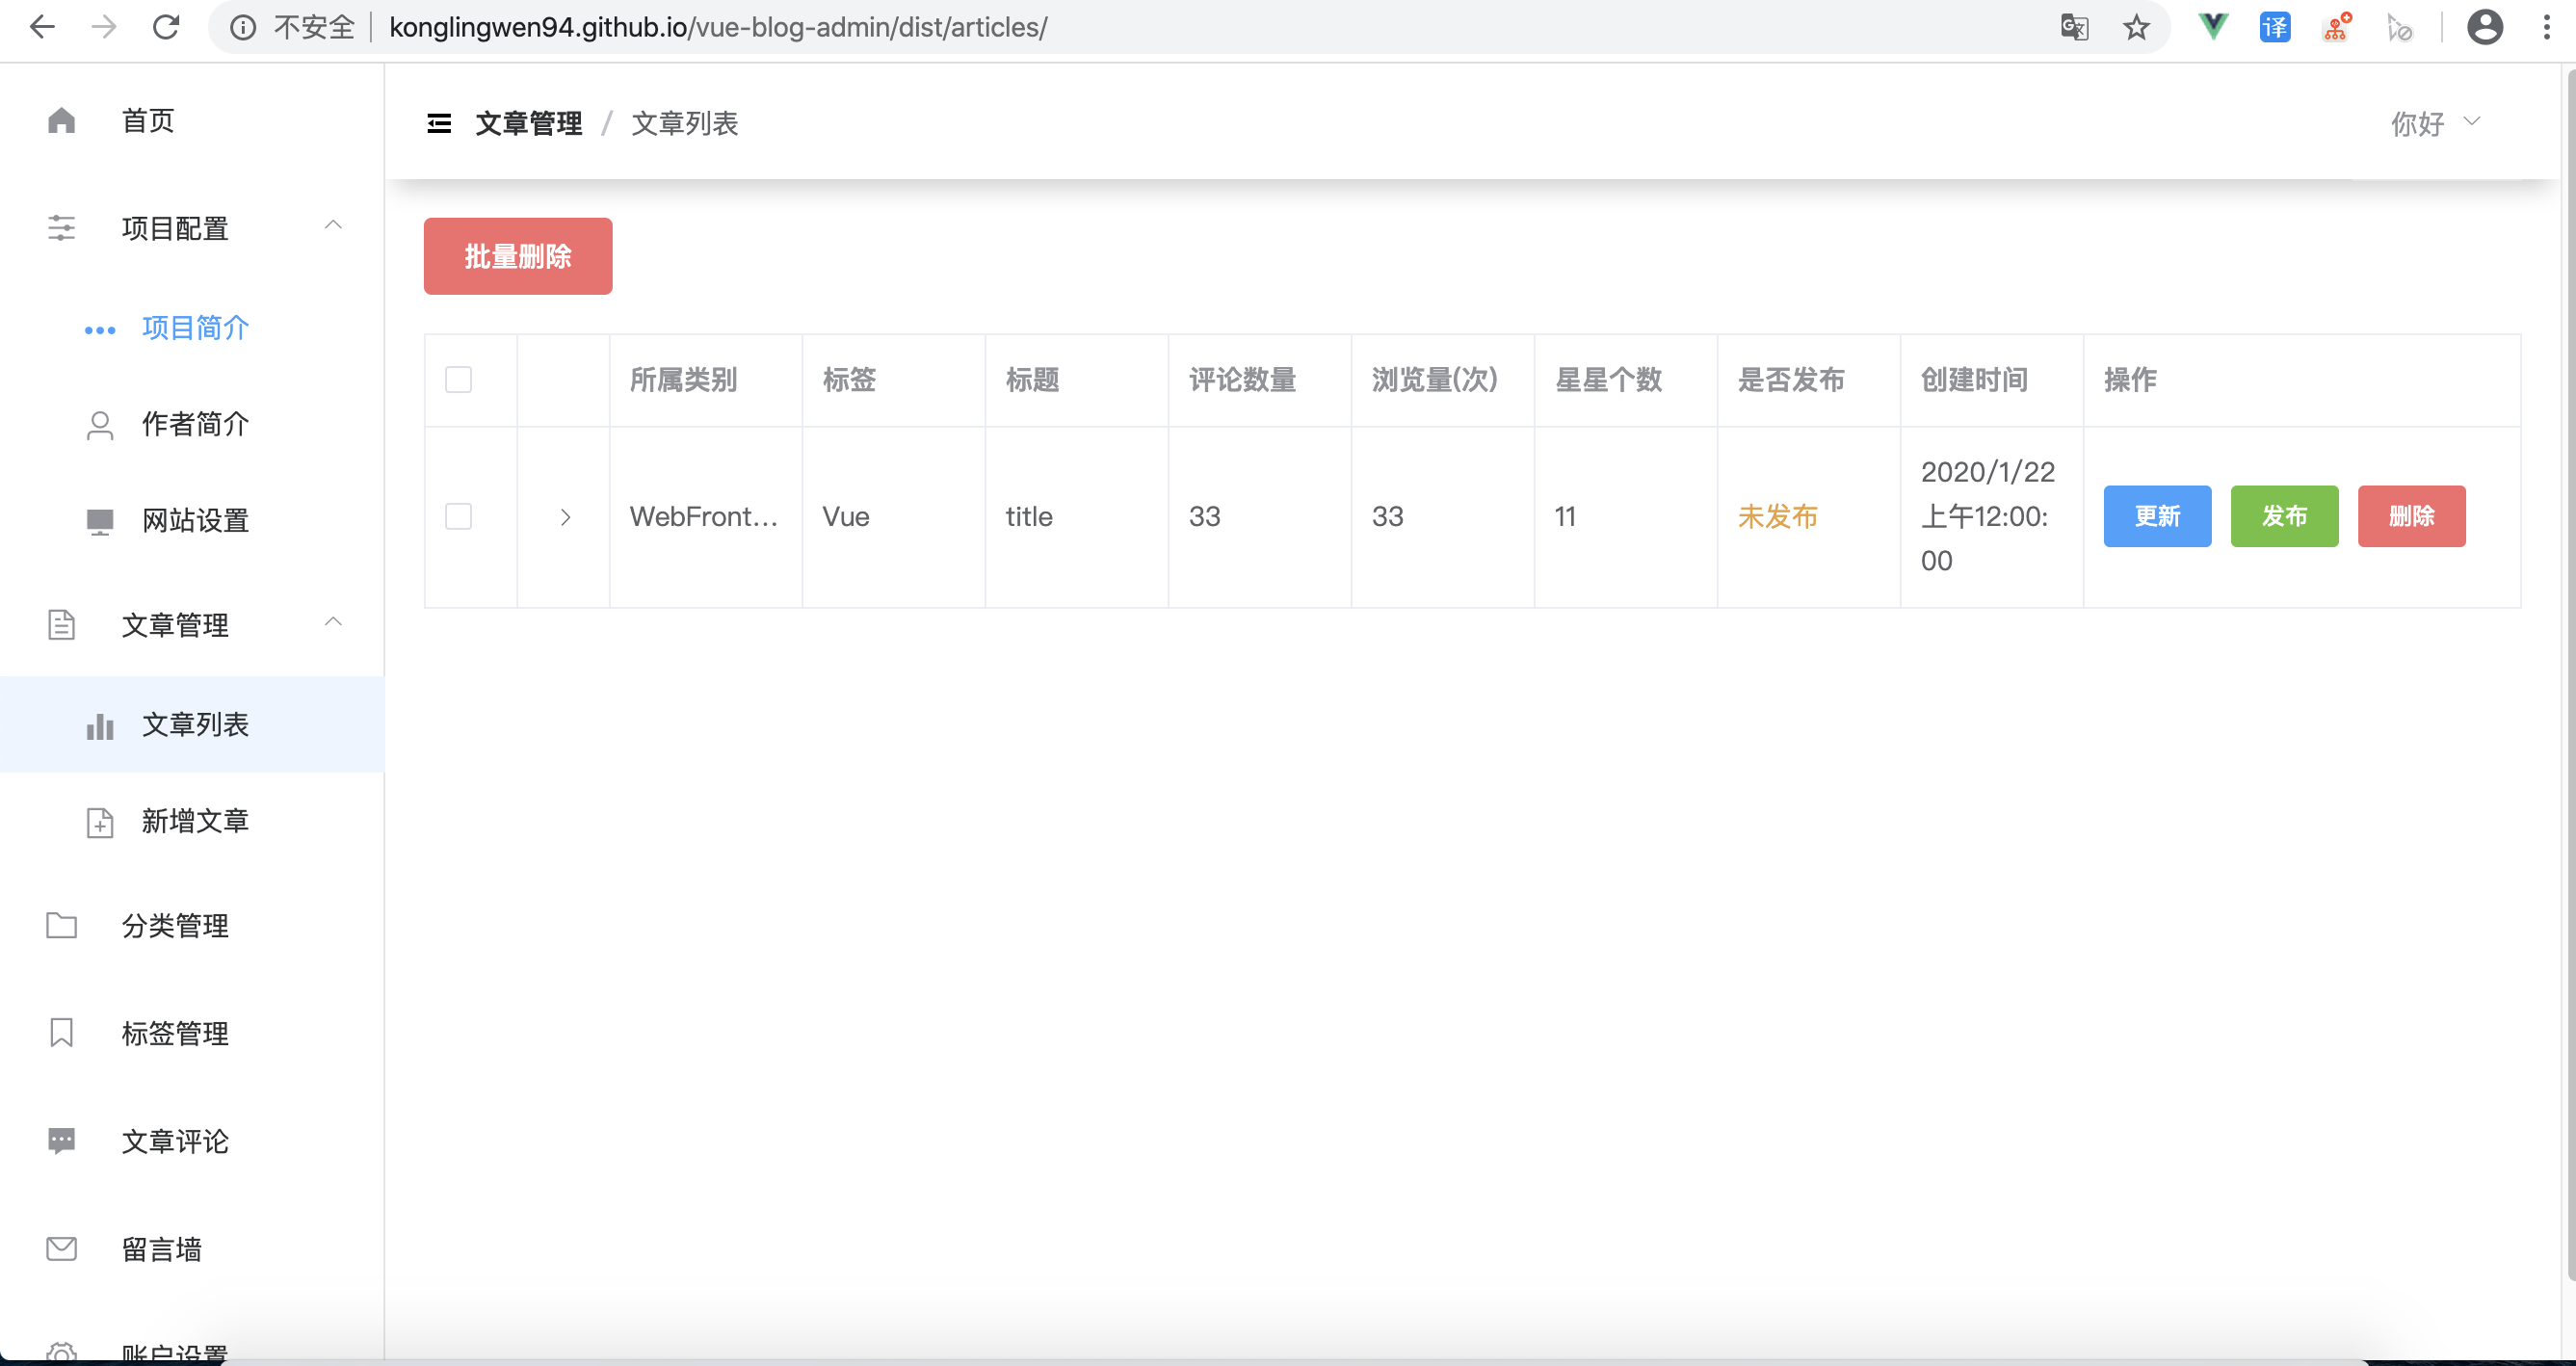 不安全 konglingwen94.github.io/vue-blog-admin/dist/articles/
译
首页
项目配置
项目简介
作者简介
网站设置
文章管理
文章列表
新增文章
分类管理
标签管理
文章评论
留言墙
账户设置
文章管理 / 文章列表
你好
批量删除
所属类别 标签 标题 评论数量 浏览量(次) 星星个数 是否发布 创建时间 操作
WebFront... Vue title 33 33 11 未发布
2020/1/22
上午12:00:
00
更新 发布 删除